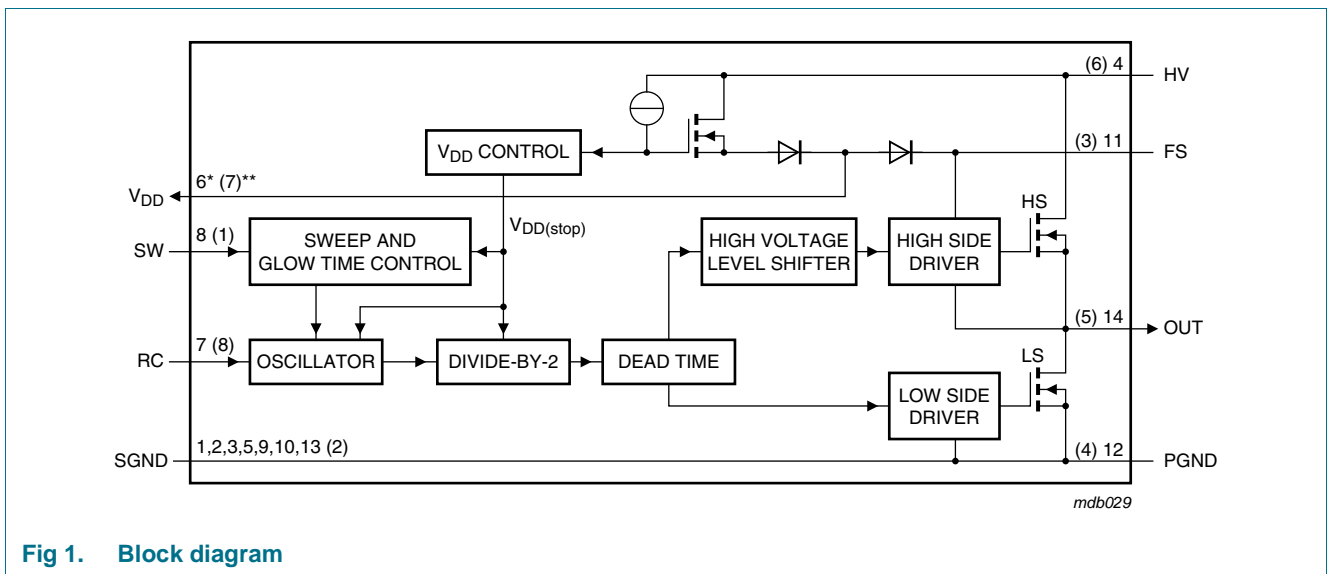 (6) 4
HV
VDD CONTROL
(3) 11
FS
6* (7)**
VDD
HS
VDD(stop)
8 (1)
SW
SWEEP AND
GLOW TIME CONTROL
HIGH VOLTAGE
LEVEL SHIFTER
HIGH SIDE
DRIVER
(5) 14
OUT
7 (8)
RC
OSCILLATOR
DIVIDE-BY-2
DEAD TIME
LS
LOW SIDE
DRIVER
1,2,3,5,9,10,13 (2)
SGND
(4) 12
PGND
mdb029
Fig 1. Block diagram